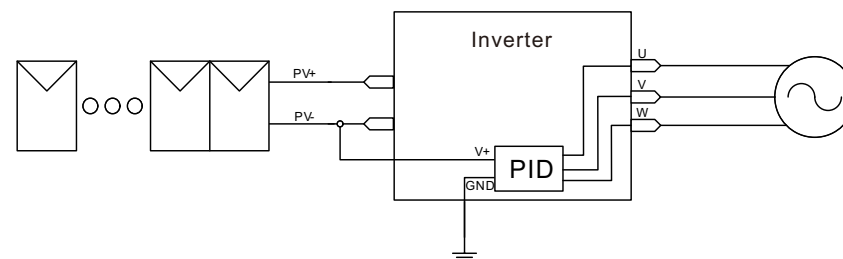 Inverter
U
PV+
V
PV-
W
V+
PID
GND